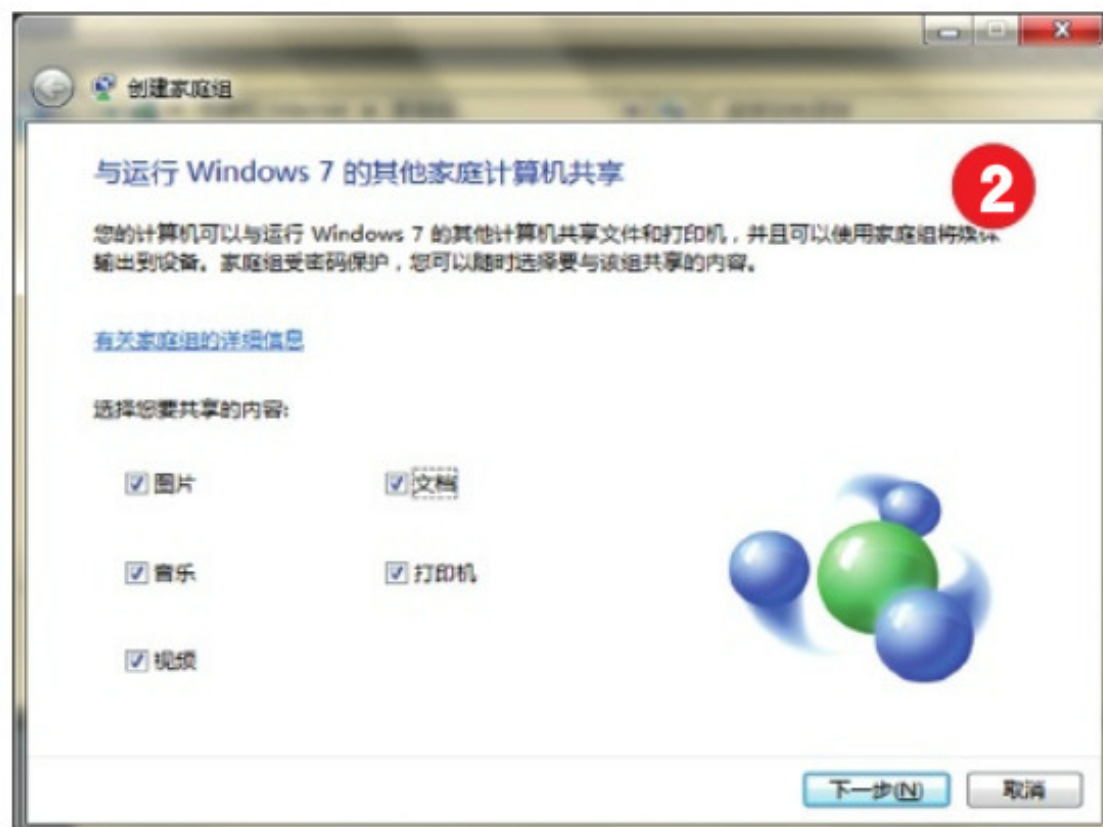 创建家庭组
与运行 Windows 7 的其他家庭计算机共享
2
您的计算机可以与运行 Windows 7 的其他计算机共享文件和打印机，并且可以使用家庭组将媒体
输出到设备。家庭组受密码保护，您可以随时选择要与该组共享的内容。
有关家庭组的详细信息
选择您要共享的内容:
图片 文档
音乐 打印机
视频
下一步(N) 取消